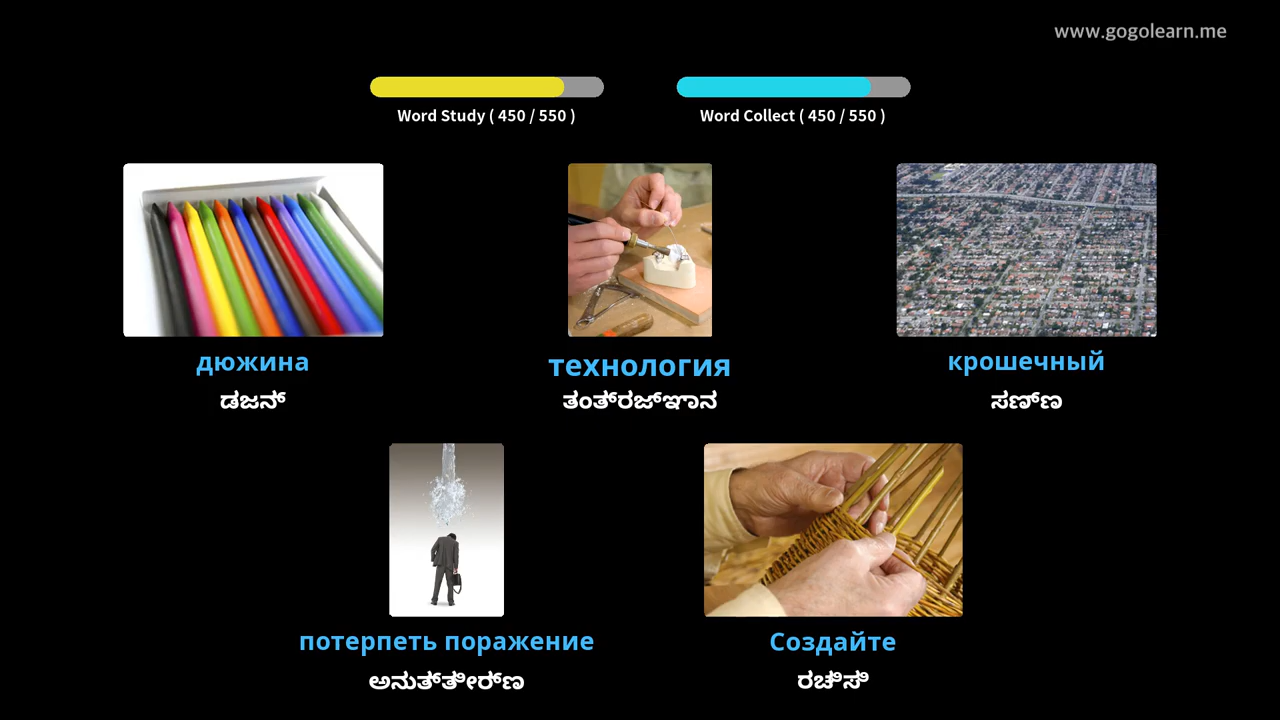 www.gogolearn.me
Word Study ( 450 / 550 )
Word Collect ( 450 / 550 )
дюжина
технология
крошечный
ಡಜನ್
ತಂತ್‌ರಜ್‌ಞಾನ
ಸಣ್‌ಣ
потерпеть поражение
Создайте
ಅನುತ್‌ತೀರ್‌ಣ
ರಚಿಸಿ